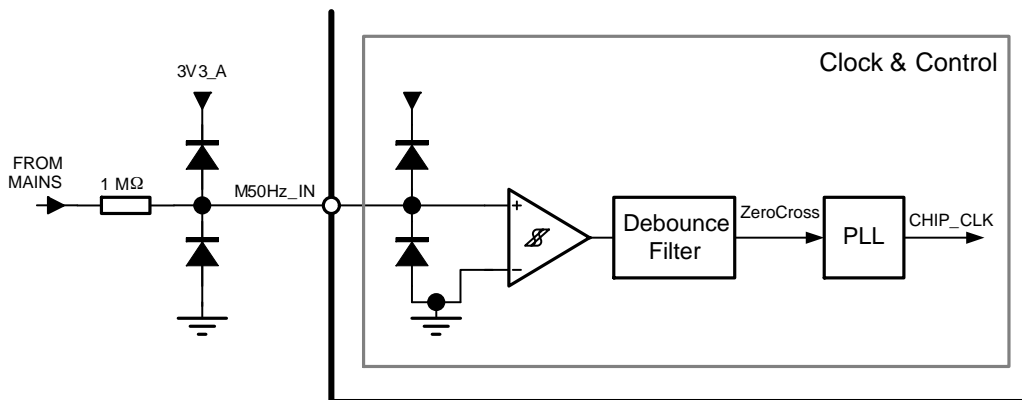 Clock & Control
3V3_A
FROM
MAINS
1 MΩ
M50Hz_IN
+
−
Debounce
Filter
ZeroCross
PLL
CHIP_CLK